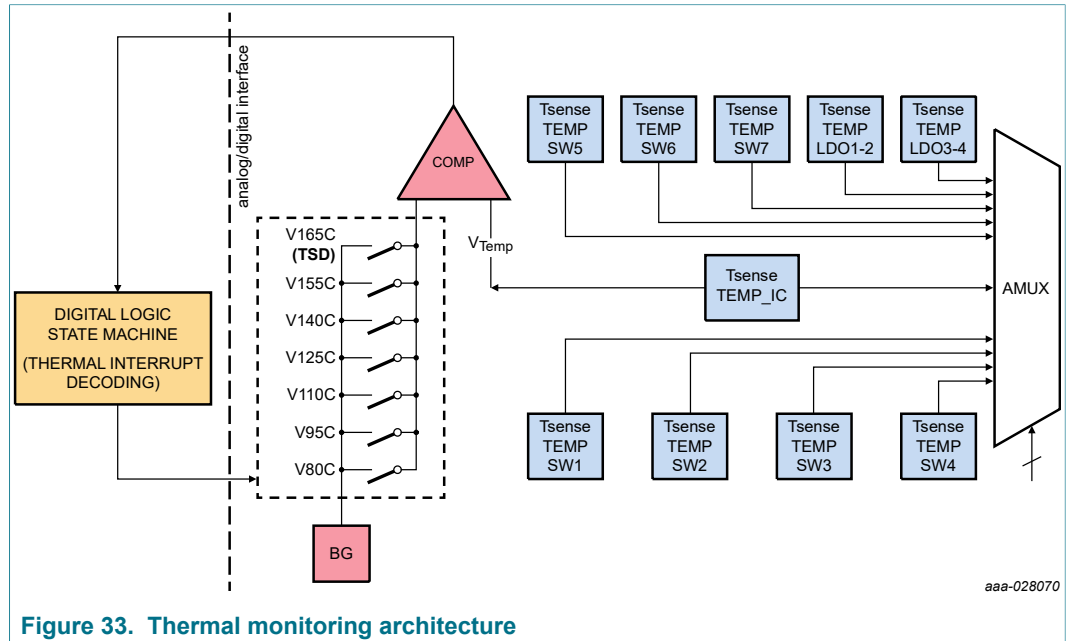 analog/digital interface
COMP
Tsense
TEMP
SW5
Tsense
TEMP
SW6
Tsense
TEMP
SW7
Tsense
TEMP
LDO1-2
Tsense
TEMP
LDO3-4
V165C
(TSD)
V155C
V140C
V125C
V110C
V95C
V80C
VTemp
Tsense
TEMP_IC
AMUX
DIGITAL LOGIC
STATE MACHINE
(THERMAL INTERRUPT
DECODING)
Tsense
TEMP
SW1
Tsense
TEMP
SW2
Tsense
TEMP
SW3
Tsense
TEMP
SW4
BG
aaa-028070
Figure 33. Thermal monitoring architecture